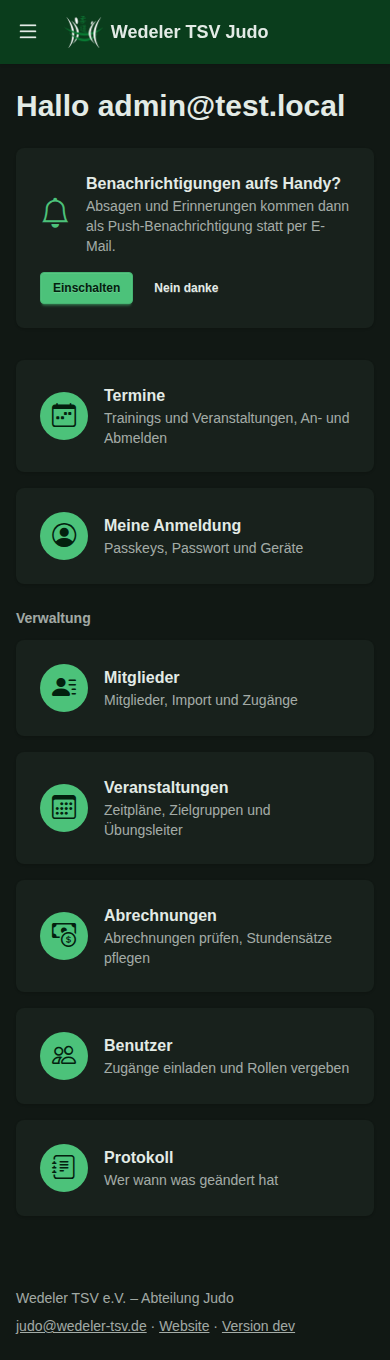 Wedeler TSV Judo
Hallo admin@test.local
Benachrichtigungen aufs Handy?
Absagen und Erinnerungen kommen dann
als Push-Benachrichtigung statt per E-
Mail.
Einschalten
Nein danke
Termine
Trainings und Veranstaltungen, An- und
Abmelden
Meine Anmeldung
Passkeys, Passwort und Geräte
Verwaltung
Mitglieder
Mitglieder, Import und Zugänge
Veranstaltungen
Zeitpläne, Zielgruppen und
Übungsleiter
Abrechnungen
Abrechnungen prüfen, Stundensätze
pflegen
Benutzer
Zugänge einladen und Rollen vergeben
Protokoll
Wer wann was geändert hat
Wedeler TSV e.V. – Abteilung Judo
judo@wedeler-tsv.de · Website · Version dev